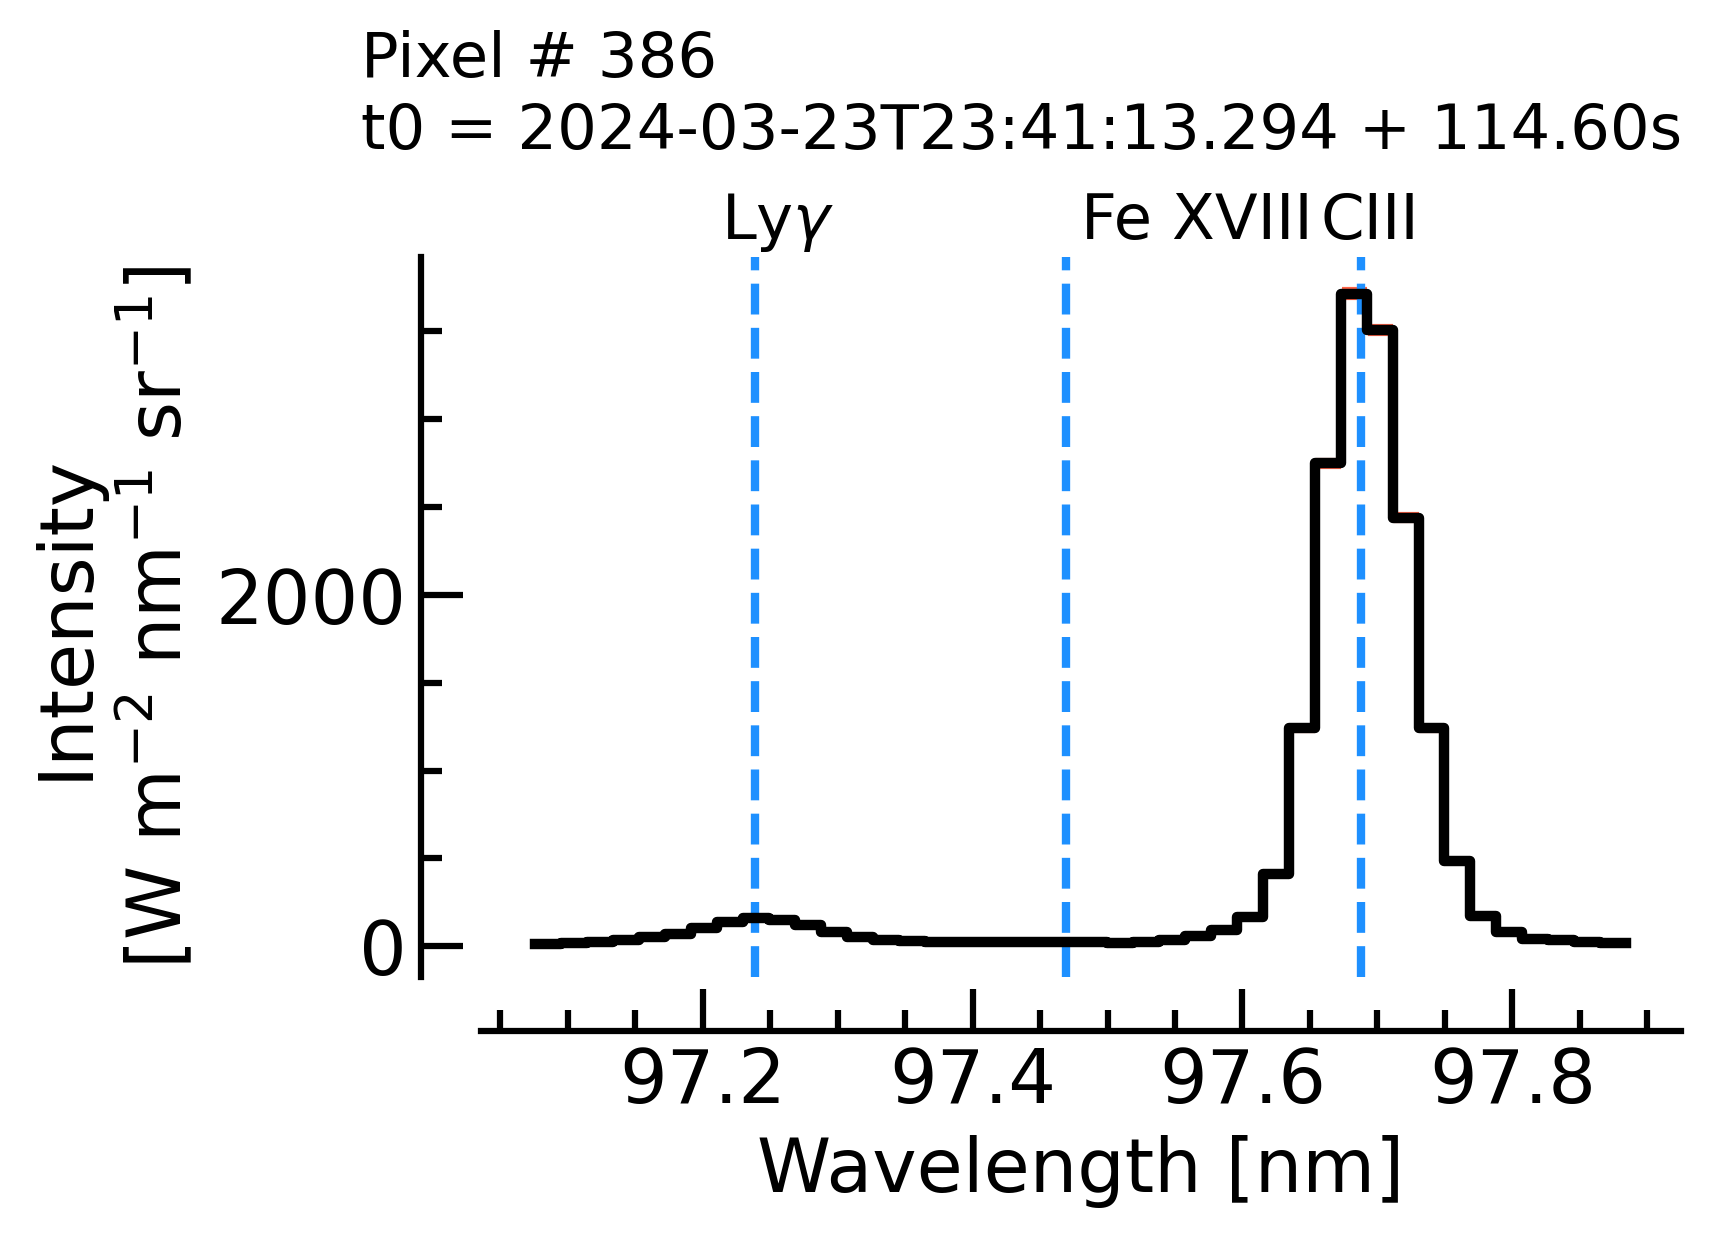 Pixel # 386
t0 = 2024-03-23T23:41:13.294 + 114.60s
Lyγ Fe XVIII CIII
Intensity
[W m⁻² nm⁻¹ sr⁻¹]
2000
0
97.2 97.4 97.6 97.8
Wavelength [nm]